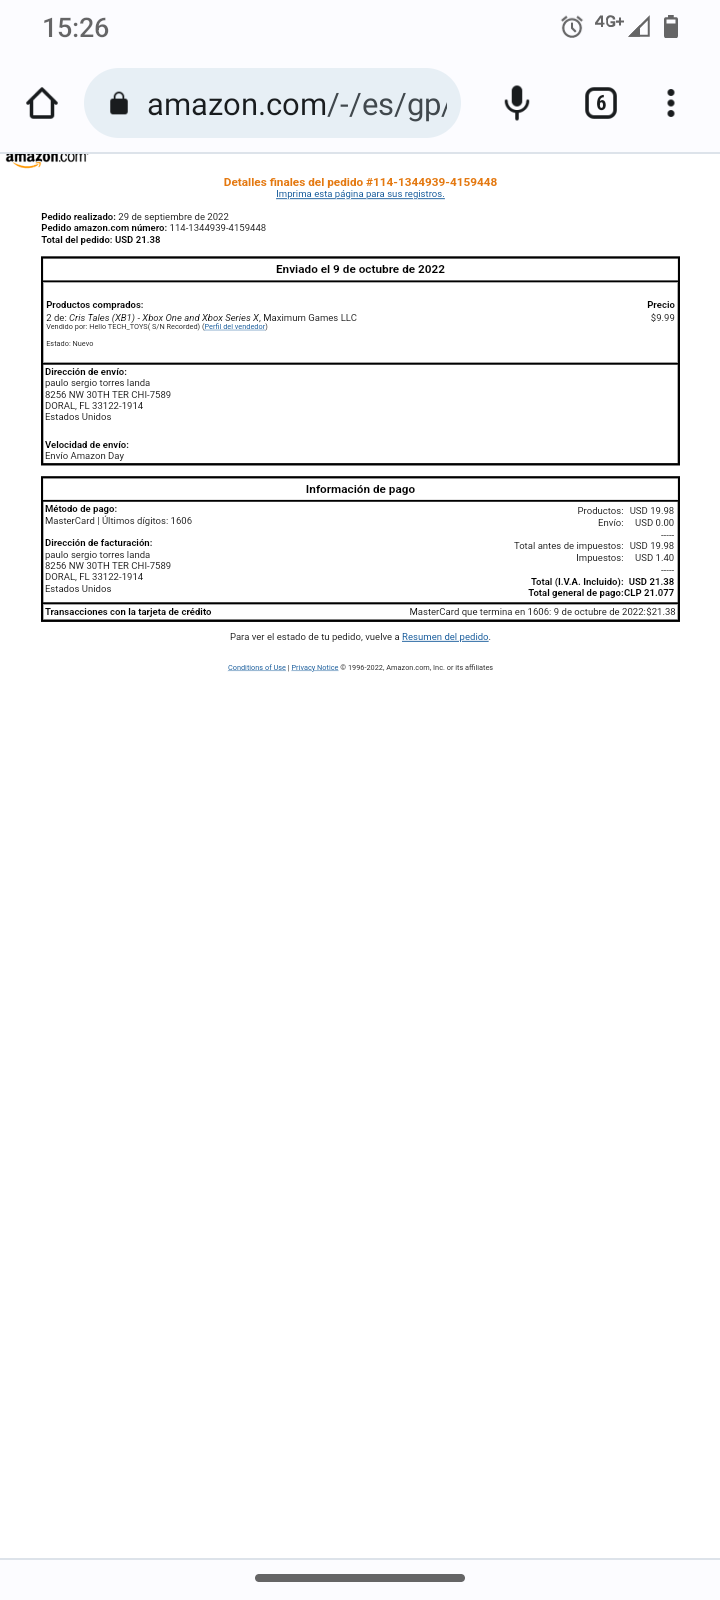 15:26
4G+
amazon.com/-/es/gp/
6
amazon.com
Detalles finales del pedido #114-1344939-4159448
Imprima esta página para sus registros.
Pedido realizado: 29 de septiembre de 2022
Pedido amazon.com número: 114-1344939-4159448
Total del pedido: USD 21.38
Enviado el 9 de octubre de 2022
Productos comprados: Precio
2 de: Cris Tales (XB1) - Xbox One and Xbox Series X, Maximum Games LLC $9.99
Vendido por: Hello TECH_TOYS( S/N Recorded) (Perfil del vendedor)
Estado: Nuevo
Dirección de envío:
paulo sergio torres landa
8256 NW 30TH TER CHI-7589
DORAL, FL 33122-1914
Estados Unidos
Velocidad de envío:
Envío Amazon Day
Información de pago
Método de pago:
MasterCard | Últimos dígitos: 1606
Dirección de facturación:
paulo sergio torres landa
8256 NW 30TH TER CHI-7589
DORAL, FL 33122-1914
Estados Unidos
Productos: USD 19.98
Envío: USD 0.00
-----
Total antes de impuestos: USD 19.98
Impuestos: USD 1.40
-----
Total (I.V.A. Incluido): USD 21.38
Total general de pago:CLP 21.077
Transacciones con la tarjeta de crédito MasterCard que termina en 1606: 9 de octubre de 2022:$21.38
Para ver el estado de tu pedido, vuelve a Resumen del pedido.
Conditions of Use | Privacy Notice © 1996-2022, Amazon.com, Inc. or its affiliates